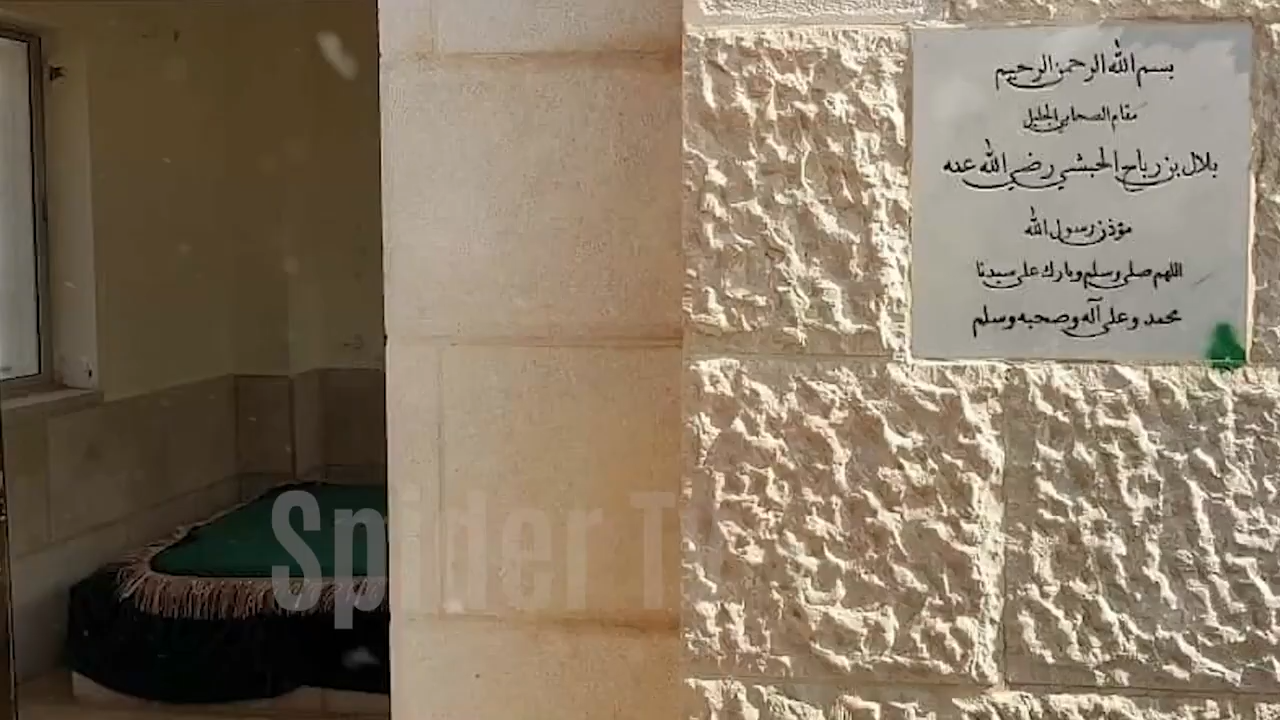 بسم الله الرحمن الرحيم
مقام الصحابي الجليل
بلال بن رباح الحبشي رضي الله عنه
مؤذن رسول الله
اللهم صلي وسلم وبارك على سيدنا
محمد وعلى آله وصحبه وسلم
Spider TV